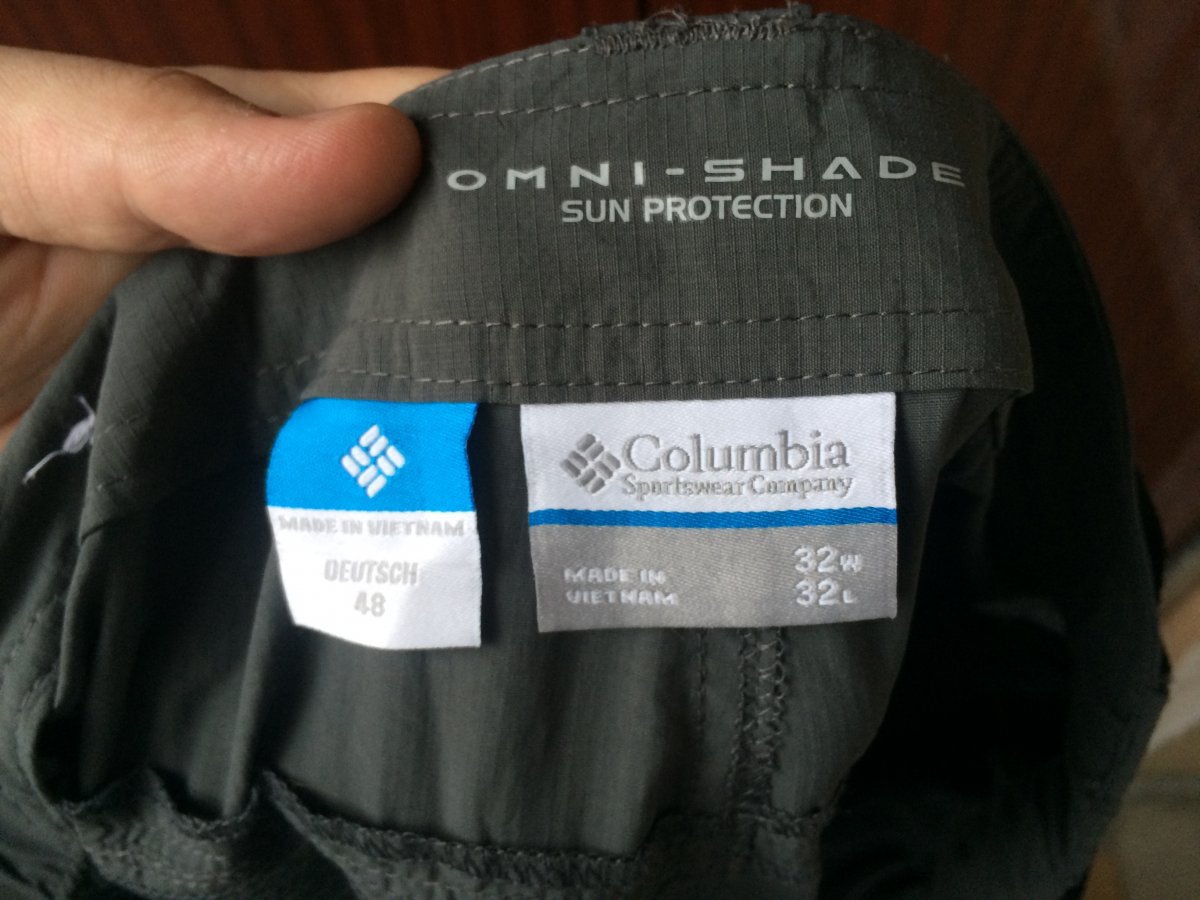 OMNI-SHADE
SUN PROTECTION
MADE IN VIETNAM
DEUTSCH
48
Columbia
Sportswear Company
MADE IN
VIETNAM
32W
32L